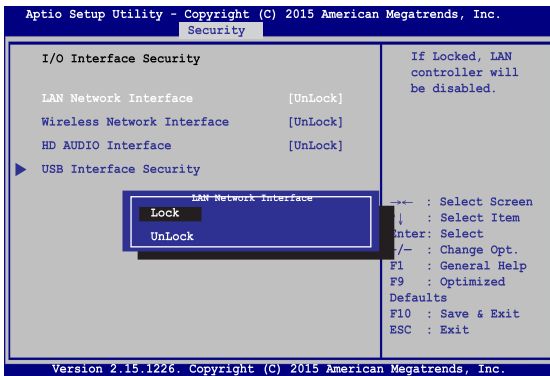 Aptio Setup Utility - Copyright (C) 2015 American Megatrends, Inc.
Security
I/O Interface Security
LAN Network Interface [UnLock]
Wireless Network Interface [UnLock]
HD AUDIO Interface [UnLock]
USB Interface Security
If Locked, LAN
controller will
be disabled.
LAN Network Interface
Lock
UnLock
→← : Select Screen
↓ : Select Item
Enter: Select
/— : Change Opt.
F1 : General Help
F9 : Optimized
Defaults
F10 : Save & Exit
ESC : Exit
Version 2.15.1226. Copyright (C) 2015 American Megatrends, Inc.